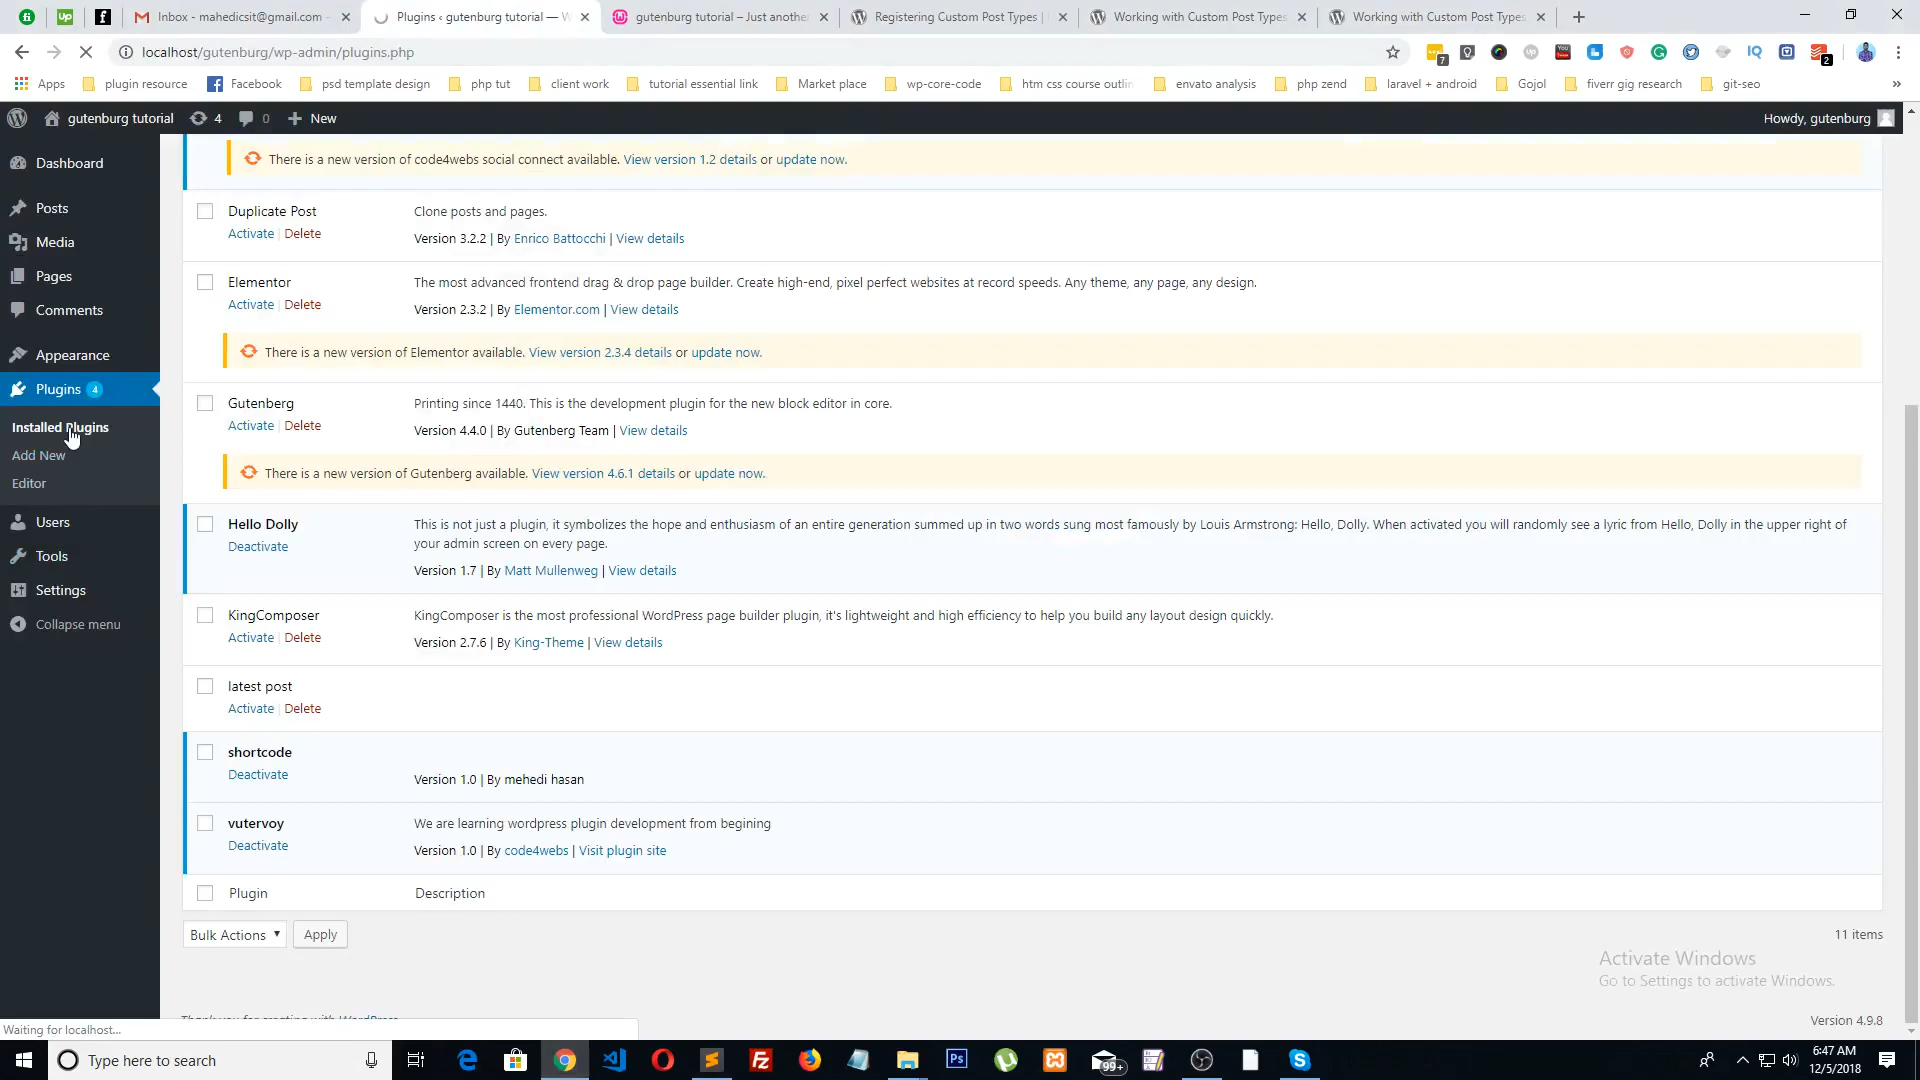 Inbox - mahedicsit@gmail.com -
Plugins ‹ gutenburg tutorial — W
gutenburg tutorial – Just another
Registering Custom Post Types |
Working with Custom Post Types
Working with Custom Post Types
localhost/gutenburg/wp-admin/plugins.php
7
2
Apps
plugin resource
Facebook
psd template design
php tut
client work
tutorial essential link
Market place
wp-core-code
htm css course outlin
envato analysis
php zend
laravel + android
Gojol
fiverr gig research
git-seo
»
gutenburg tutorial
4
0
New
Howdy, gutenburg
Dashboard
Posts
Media
Pages
Comments
Appearance
Plugins 4
Installed Plugins
Add New
Editor
Users
Tools
Settings
Collapse menu
There is a new version of code4webs social connect available. View version 1.2 details or update now.
Duplicate Post
Activate | Delete
Clone posts and pages.
Version 3.2.2 | By Enrico Battocchi | View details
Elementor
Activate | Delete
The most advanced frontend drag & drop page builder. Create high-end, pixel perfect websites at record speeds. Any theme, any page, any design.
Version 2.3.2 | By Elementor.com | View details
There is a new version of Elementor available. View version 2.3.4 details or update now.
Gutenberg
Activate | Delete
Printing since 1440. This is the development plugin for the new block editor in core.
Version 4.4.0 | By Gutenberg Team | View details
There is a new version of Gutenberg available. View version 4.6.1 details or update now.
Hello Dolly
Deactivate
This is not just a plugin, it symbolizes the hope and enthusiasm of an entire generation summed up in two words sung most famously by Louis Armstrong: Hello, Dolly. When activated you will randomly see a lyric from Hello, Dolly in the upper right of
your admin screen on every page.
Version 1.7 | By Matt Mullenweg | View details
KingComposer
Activate | Delete
KingComposer is the most professional WordPress page builder plugin, it's lightweight and high efficiency to help you build any layout design quickly.
Version 2.7.6 | By King-Theme | View details
latest post
Activate | Delete
shortcode
Deactivate
Version 1.0 | By mehedi hasan
vutervoy
Deactivate
We are learning wordpress plugin development from begining
Version 1.0 | By code4webs | Visit plugin site
Plugin
Description
Bulk Actions
Apply
11 items
Activate Windows
Go to Settings to activate Windows.
Thank you for creating with WordPress
Version 4.9.8
Waiting for localhost...
Type here to search
99+
6:47 AM
12/5/2018